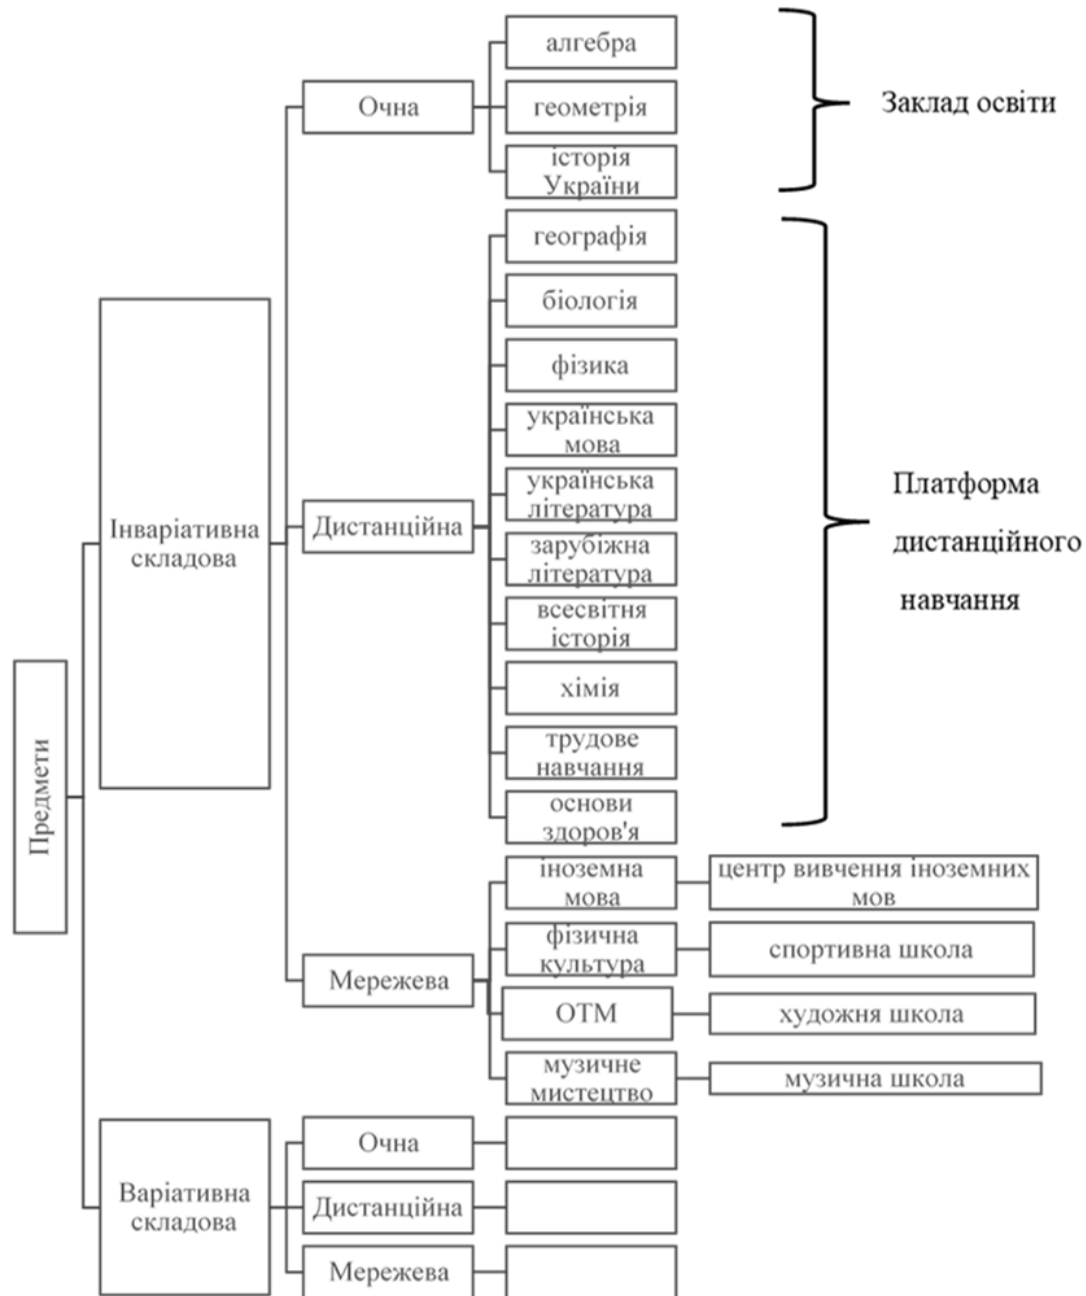 Предмети
Інваріативна
складова
Очна
алгебра
геометрія
історія
України
Заклад освіти
Дистанційна
географія
біологія
фізика
українська
мова
українська
література
зарубіжна
література
всесвітня
історія
хімія
трудове
навчання
основи
здоров'я
Платформа
дистанційного
навчання
Мережева
іноземна
мова
центр вивчення іноземних
мов
фізична
культура
спортивна школа
ОТМ
художня школа
музичне
мистецтво
музична школа
Варіативна
складова
Очна
Дистанційна
Мережева